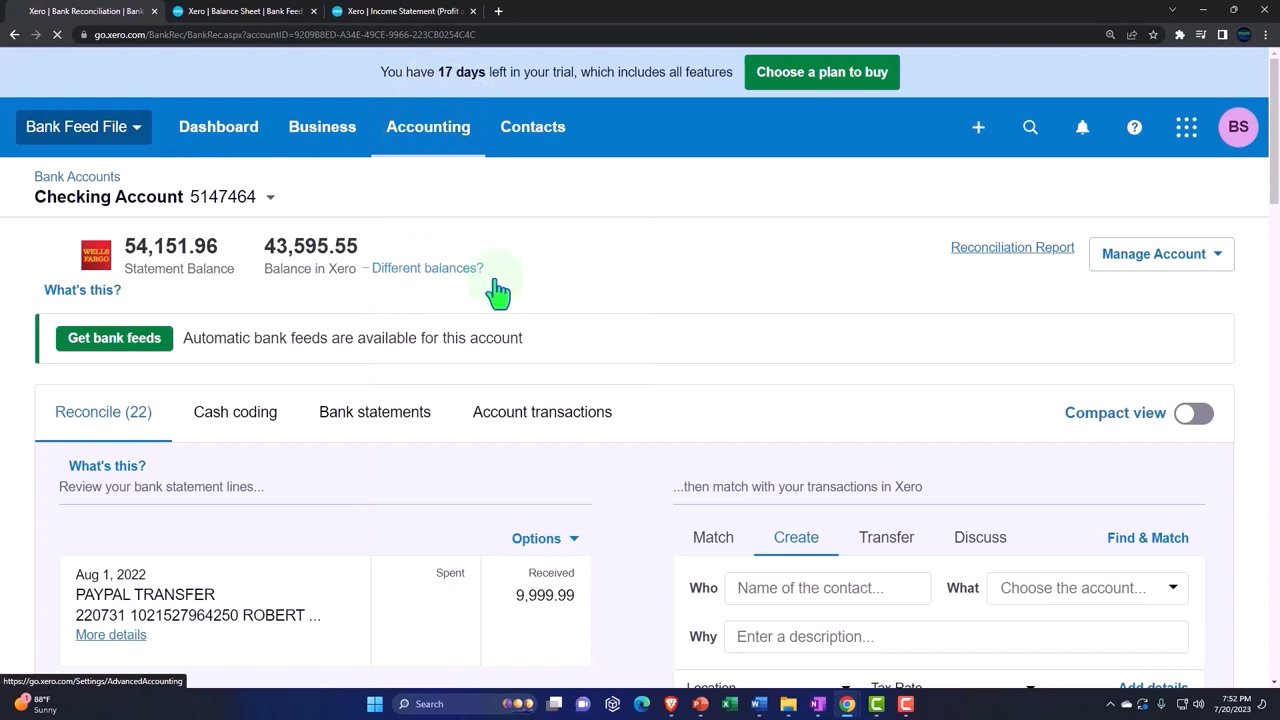 Xero | Bank Reconciliation | Bank
Xero | Balance Sheet | Bank Feed
Xero | Income Statement (Profit a
go.xero.com/BankRec/BankRec.aspx?accountID=9209B8ED-A34E-49CE-9966-223CB0254C4C
You have 17 days left in your trial, which includes all features
Choose a plan to buy
Bank Feed File
Dashboard
Business
Accounting
Contacts
BS
Bank Accounts
Checking Account 5147464
WELLS FARGO
54,151.96
43,595.55
Statement Balance
Balance in Xero
Different balances?
Reconciliation Report
Manage Account
What's this?
Get bank feeds
Automatic bank feeds are available for this account
Reconcile (22)
Cash coding
Bank statements
Account transactions
Compact view
What's this?
Review your bank statement lines...
...then match with your transactions in Xero
Options
Match
Create
Transfer
Discuss
Find & Match
Aug 1, 2022
Spent
Received
PAYPAL TRANSFER
9,999.99
220731 1021527964250 ROBERT ...
More details
Who
Name of the contact...
What
Choose the account...
Why
Enter a description...
Location
Tax Rate
Add details
https://go.xero.com/Settings/AdvancedAccounting
88°F
Sunny
Search
7:52 PM
7/20/2023